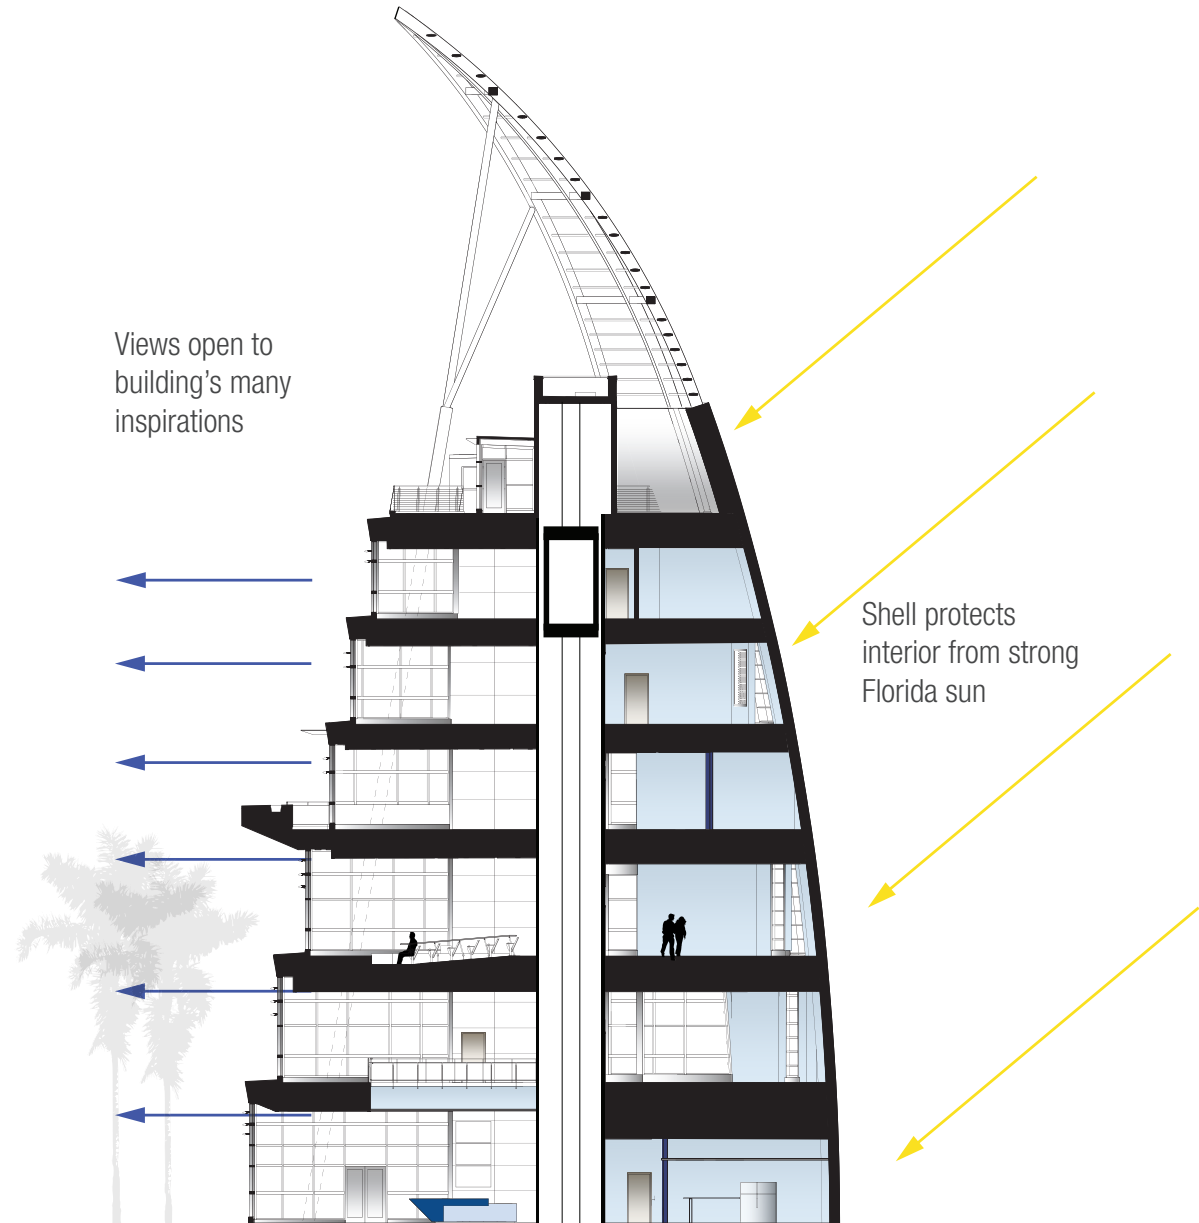 Views open to
building’s many
inspirations
Shell protects
interior from strong
Florida sun